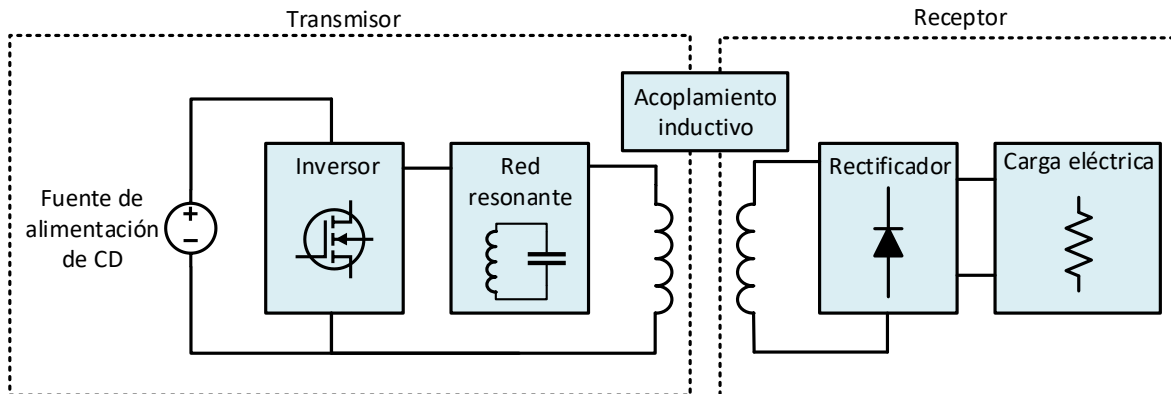 Transmisor
Receptor
Acoplamiento
inductivo
Inversor
Red
resonante
Rectificador
Carga eléctrica
Fuente de
alimentación
de CD